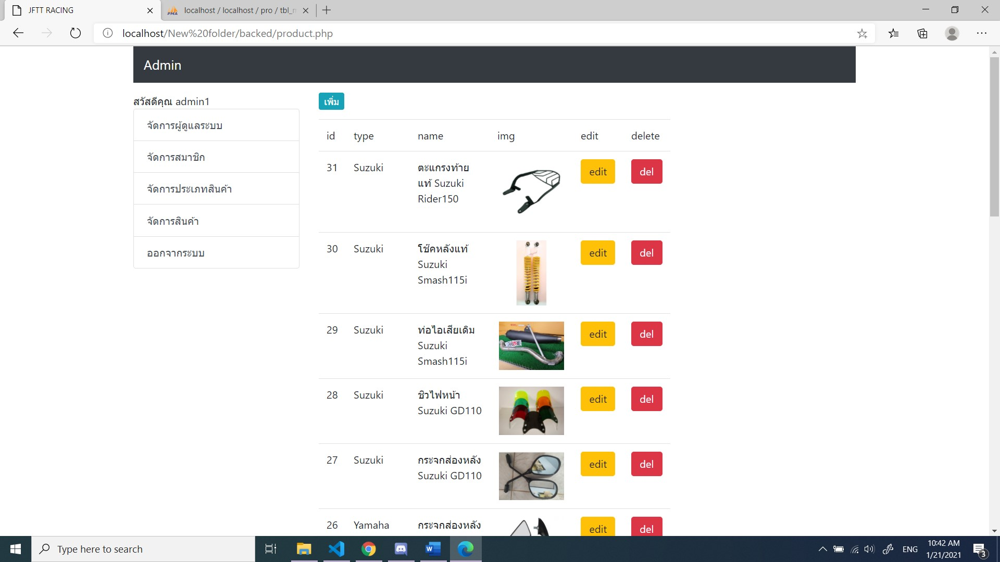 JFTT RACING
localhost / localhost / pro / tbl_m
localhost/New%20folder/backed/product.php
Admin
สวัสดีคุณ admin1
จัดการผู้ดูแลระบบ
จัดการสมาชิก
จัดการประเภทสินค้า
จัดการสินค้า
ออกจากระบบ
เพิ่ม
id type name img edit delete
31 Suzuki ตะแกรงท้าย edit del
แท้ Suzuki
Rider150
30 Suzuki โช๊คหลังแท้ edit del
Suzuki
Smash115i
29 Suzuki ท่อไอเสียเดิม edit del
Suzuki
Smash115i
28 Suzuki ชิวไฟหน้า edit del
Suzuki GD110
27 Suzuki กระจกส่องหลัง edit del
Suzuki GD110
26 Yamaha กระจกส่องหลัง edit del
Type here to search
ENG
10:42 AM
1/21/2021
3